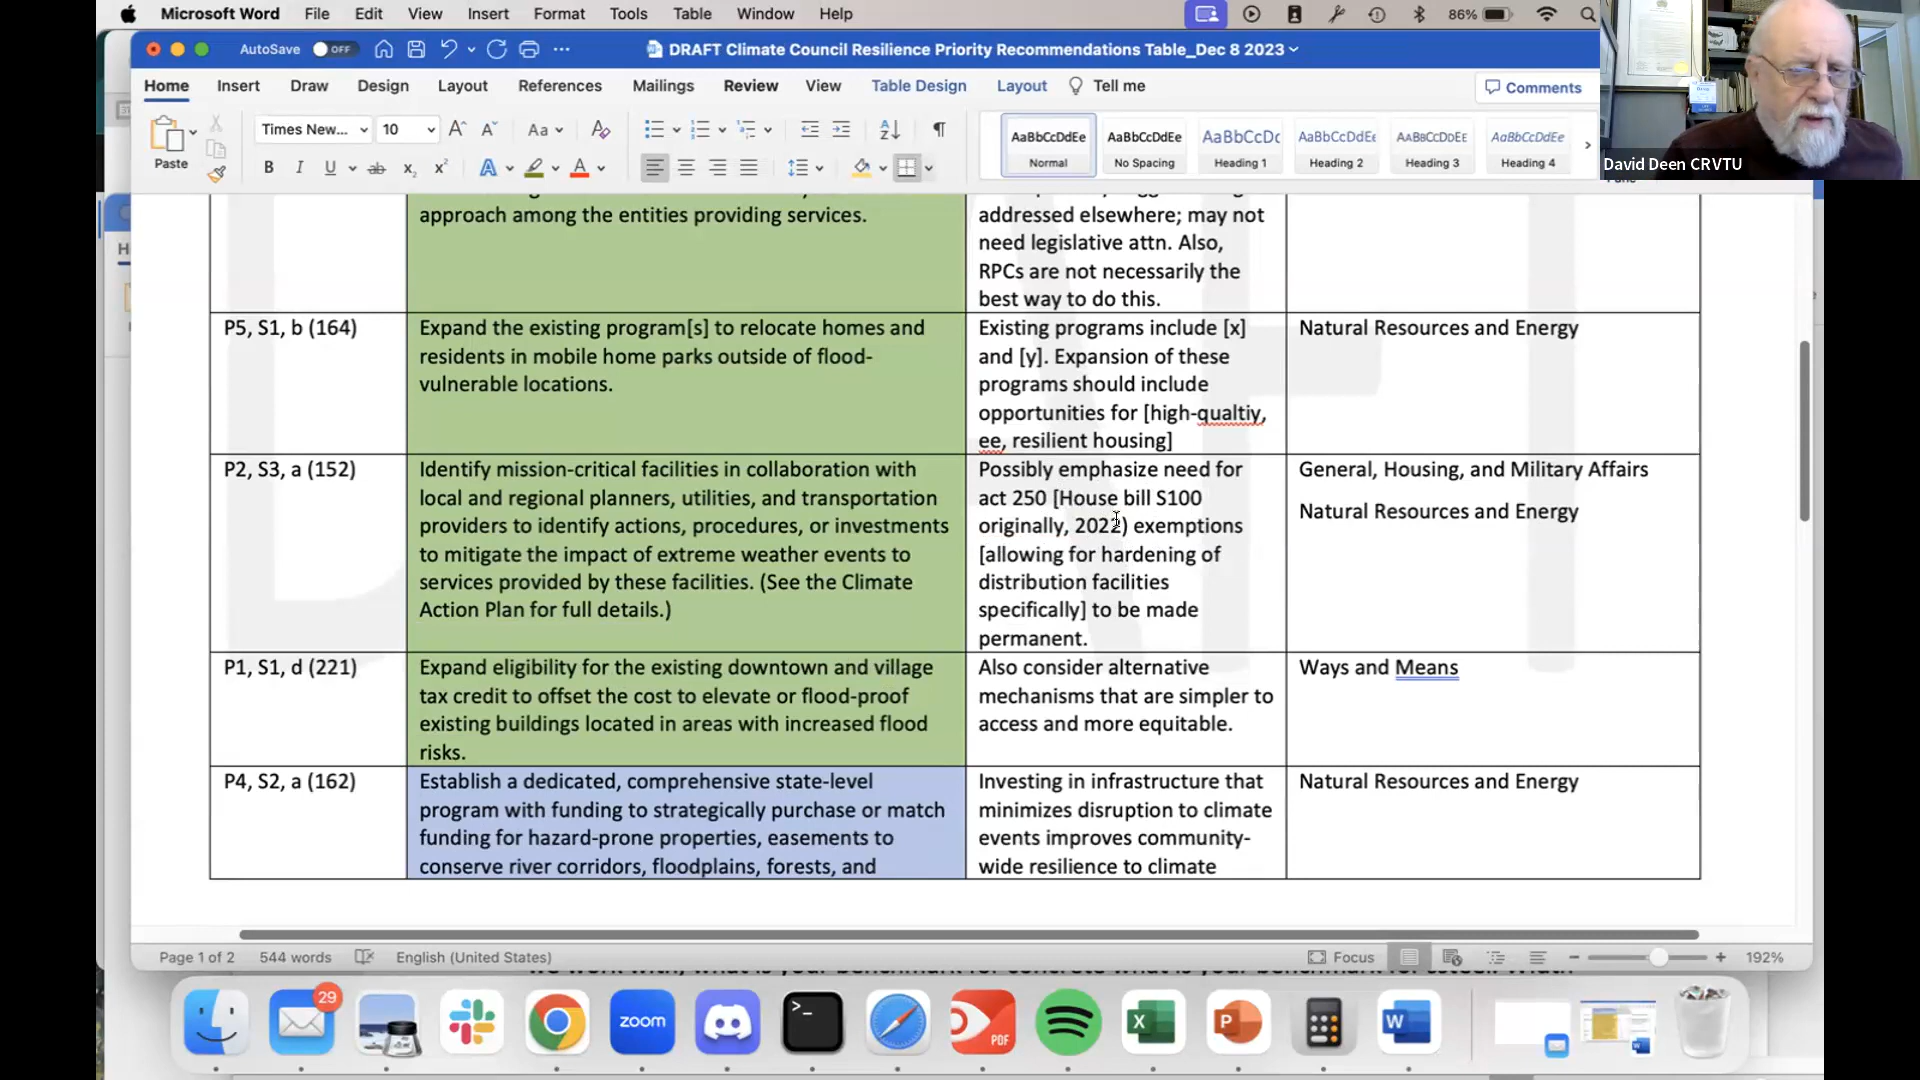 Microsoft Word File Edit View Insert Format Tools Table Window Help 86%
AutoSave OFF DRAFT Climate Council Resilience Priority Recommendations Table_Dec 8 2023
Home Insert Draw Design Layout References Mailings Review View Table Design Layout Tell me Comments
Paste Times New... 10 Aa
AaBbCcDdEe AaBbCcDdEe AaBbCcDc AaBbCcDdE AaBbCcDdEe AaBbCcDdEe
Normal No Spacing Heading 1 Heading 2 Heading 3 Heading 4
David Deen CRVTU
approach among the entities providing services.
addressed elsewhere; may not
need legislative attn. Also,
RPCs are not necessarily the
best way to do this.
P5, S1, b (164)
Expand the existing program[s] to relocate homes and
residents in mobile home parks outside of flood-
vulnerable locations.
Existing programs include [x]
and [y]. Expansion of these
programs should include
opportunities for [high-qualtiy,
ee, resilient housing]
Natural Resources and Energy
P2, S3, a (152)
Identify mission-critical facilities in collaboration with
local and regional planners, utilities, and transportation
providers to identify actions, procedures, or investments
to mitigate the impact of extreme weather events to
services provided by these facilities. (See the Climate
Action Plan for full details.)
Possibly emphasize need for
act 250 [House bill S100
originally, 2022) exemptions
[allowing for hardening of
distribution facilities
specifically] to be made
permanent.
General, Housing, and Military Affairs
Natural Resources and Energy
P1, S1, d (221)
Expand eligibility for the existing downtown and village
tax credit to offset the cost to elevate or flood-proof
existing buildings located in areas with increased flood
risks.
Also consider alternative
mechanisms that are simpler to
access and more equitable.
Ways and Means
P4, S2, a (162)
Establish a dedicated, comprehensive state-level
program with funding to strategically purchase or match
funding for hazard-prone properties, easements to
conserve river corridors, floodplains, forests, and
Investing in infrastructure that
minimizes disruption to climate
events improves community-
wide resilience to climate
Natural Resources and Energy
Page 1 of 2 544 words English (United States) Focus 192%
29
zoom
PDF